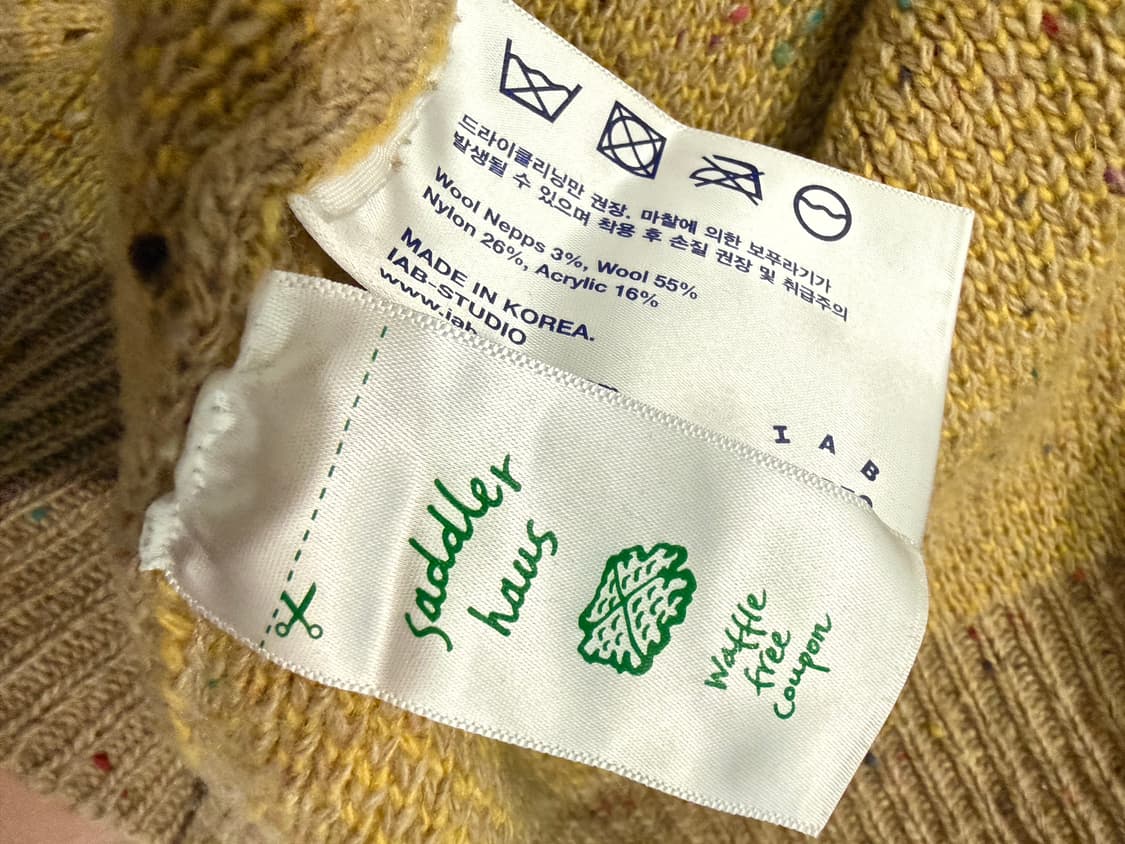 드라이클리닝만 권장. 마찰에 의한 보푸라기가
발생될 수 있으며 착용 후 손질 권장 및 취급주의
Wool Nepps 3%, Wool 55%
Nylon 26%, Acrylic 16%
MADE IN KOREA.
IAB-STUDIO
www.iab
I A B
saddler
haus
Waffle
free
coupon